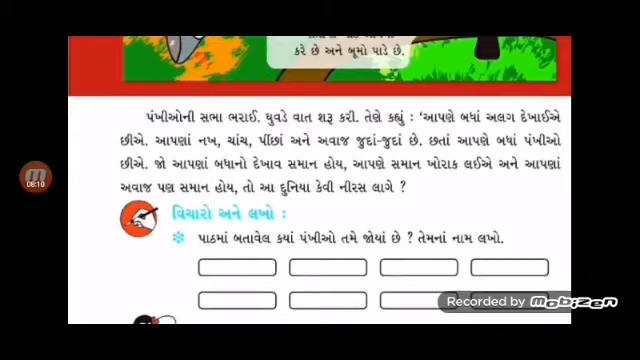 કરે છે અને બૂમો પાડે છે.
પંખીઓની સભા ભરાઈ. ઘુવડે વાત શરૂ કરી. તેણે કહ્યું : ‘આપણે બધાં અલગ દેખાઈએ
છીએ. આપણાં નખ, ચાંચ, પીંછાં અને અવાજ જુદાં-જુદાં છે. છતાં આપણે બધાં પંખીઓ
છીએ. જો આપણાં બધાનો દેખાવ સમાન હોય, આપણે સમાન ખોરાક લઈએ અને આપણાં
અવાજ પણ સમાન હોય, તો આ દુનિયા કેવી નીરસ લાગે ?
08:10
વિચારો અને લખો :
પાઠમાં બતાવેલ કયાં પંખીઓ તમે જોયાં છે ? તેમનાં નામ લખો.
Recorded by Mobizen